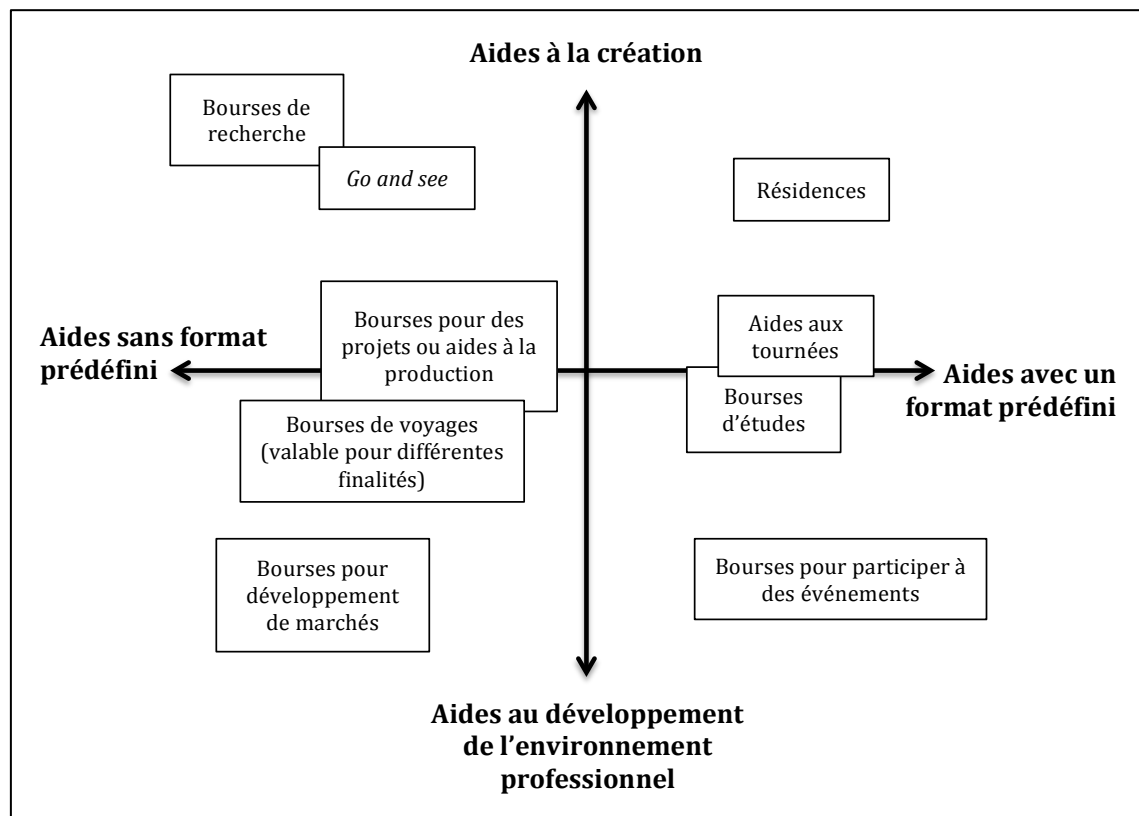 Aides à la création
Bourses de
recherche
Go and see
Résidences
Aides sans format
prédéfini
Bourses pour des
projets ou aides à la
production
Aides aux
tournées
Aides avec un
format prédéfini
Bourses
d’études
Bourses de voyages
(valable pour différentes
finalités)
Bourses pour
développement
de marchés
Bourses pour participer à
des événements
Aides au développement
de l’environnement
professionnel